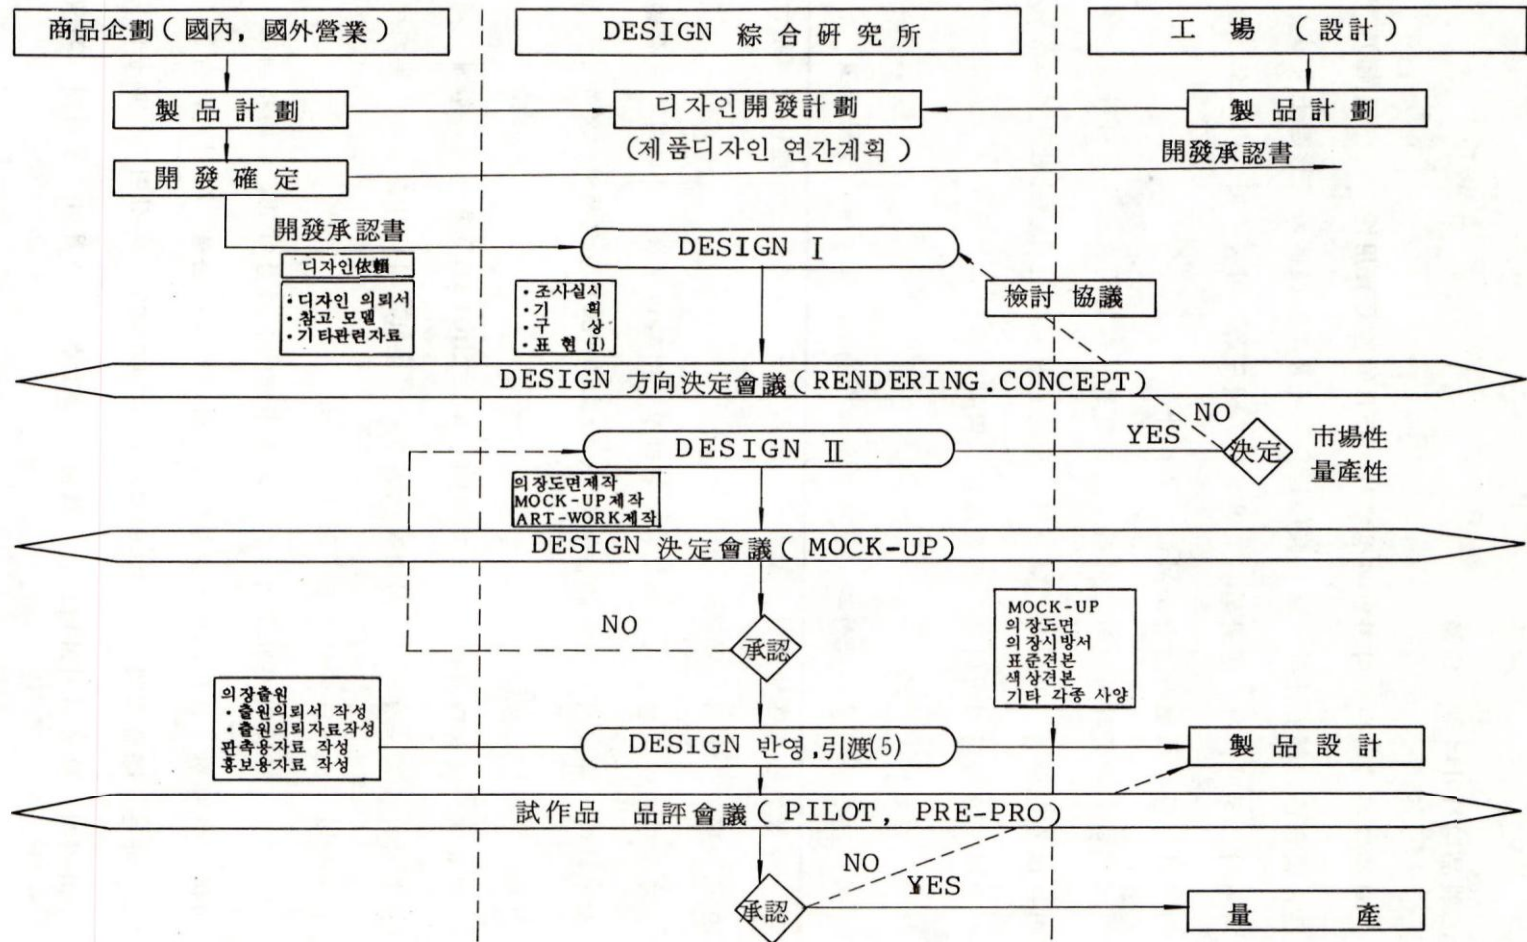 商品企劃(國內, 國外營業)
DESIGN 綜合硏究所
工場 (設計)
製品計劃
디자인開發計劃
製品計劃
(제품디자인 연간계획)
開發承認書
開發確定
開發承認書
DESIGN I
디자인依賴
・디자인 의뢰서
・참고 모델
・기타관련자료
・조사실시
・기획
・구상
・표현(I)
檢討 協議
DESIGN 方向決定會議(RENDERING.CONCEPT)
NO
YES
決定
市場性
量產性
DESIGN Ⅱ
의장도면제작
MOCK-UP제작
ART-WORK제작
DESIGN 決定會議( MOCK-UP)
NO
承認
MOCK-UP
의장도면
의장시방서
표준견본
색상견본
기타 각종 사양
의장출원
・출원의뢰서 작성
・출원의뢰자료작성
판촉용자료 작성
홍보용자료 작성
DESIGN 반영,引渡(5)
製品設計
試作品 品評會議(PILOT, PRE-PRO)
NO
YES
承認
量產